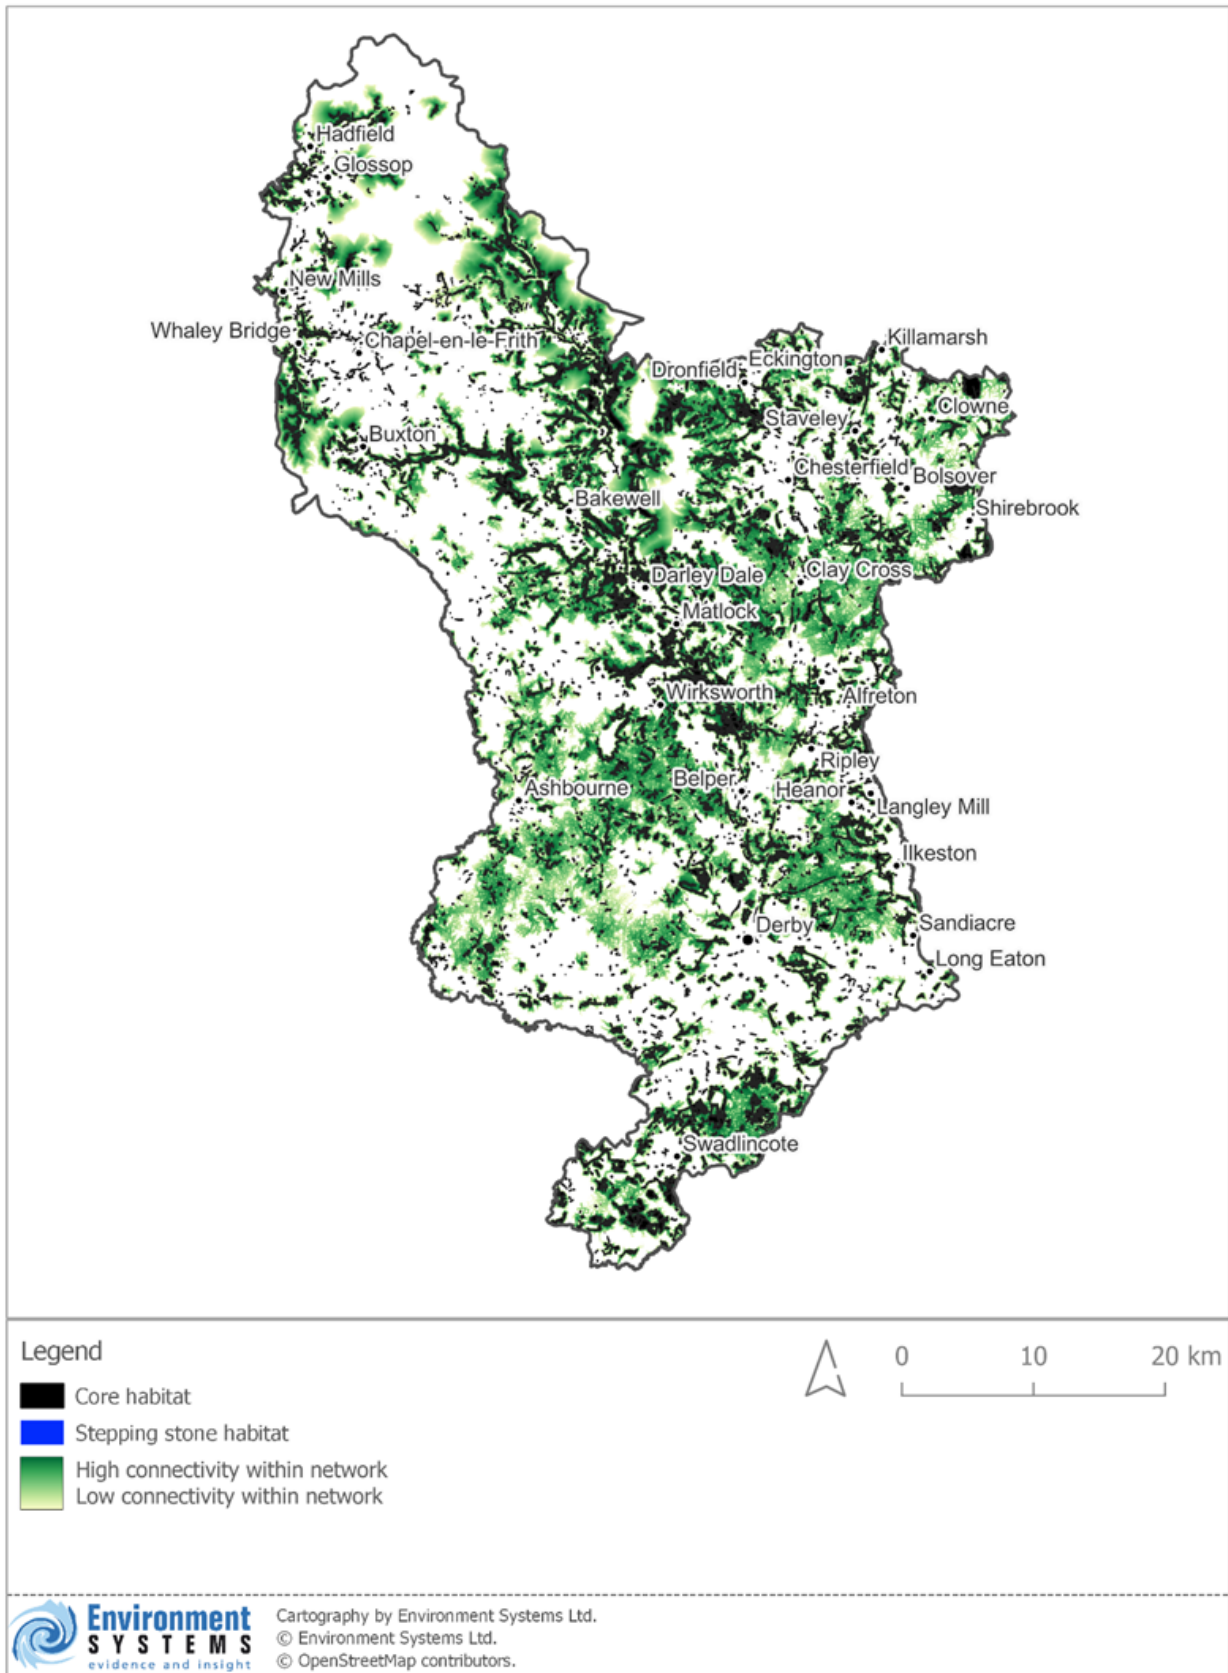 Hadfield
Glossop
New Mills
Whaley Bridge
Chapel-en-le-Frith
Killamarsh
Eckington
Dronfield
Clowne
Staveley
Buxton
Chesterfield
Bolsover
Bakewell
Shirebrook
Darley Dale
Clay Cross
Matlock
Wirksworth
Alfreton
Ripley
Belper
Ashbourne
Heanor
Langley Mill
Ilkeston
Derby
Sandiacre
Long Eaton
Swadlincote
Legend
Core habitat
Stepping stone habitat
High connectivity within network
Low connectivity within network
0 10 20 km
Environment
SYSTEMS
evidence and insight
Cartography by Environment Systems Ltd.
© Environment Systems Ltd.
© OpenStreetMap contributors.